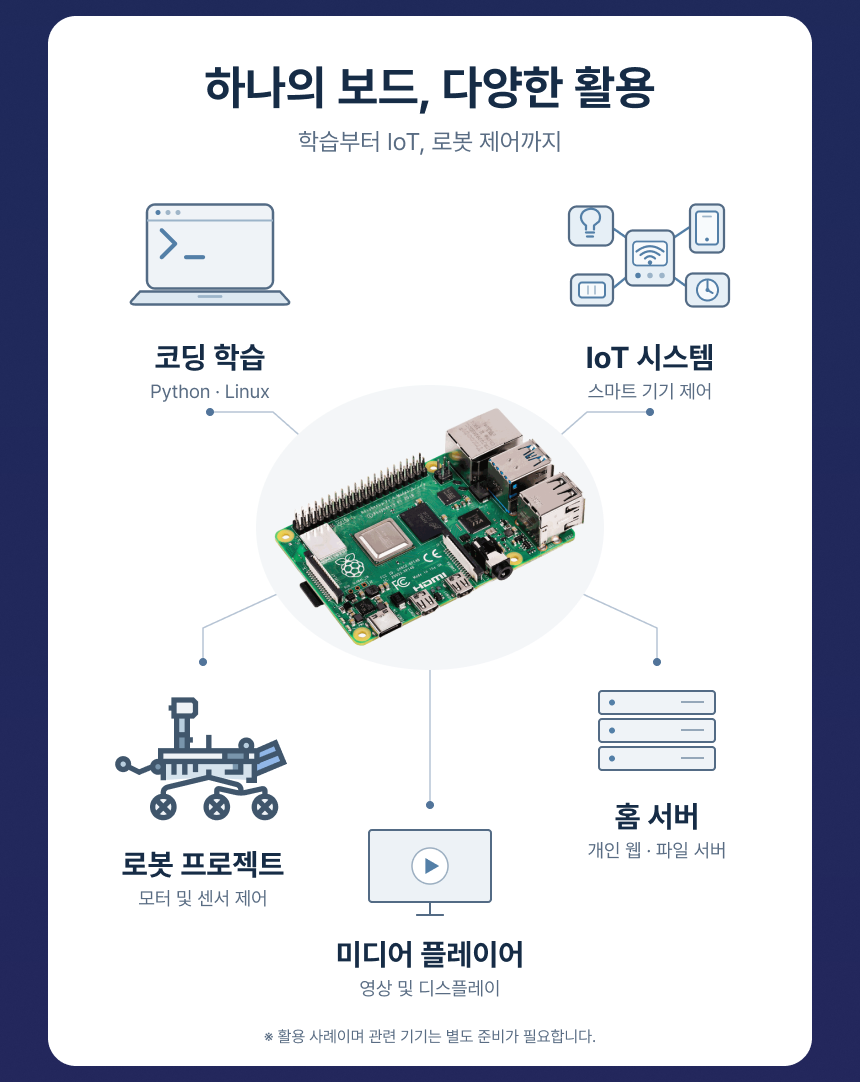 하나의 보드, 다양한 활용
학습부터 IoT, 로봇 제어까지
코딩 학습
Python · Linux
IoT 시스템
스마트 기기 제어
HDMI
로봇 프로젝트
모터 및 센서 제어
홈 서버
개인 웹 · 파일 서버
미디어 플레이어
영상 및 디스플레이
※ 활용 사례이며 관련 기기는 별도 준비가 필요합니다.